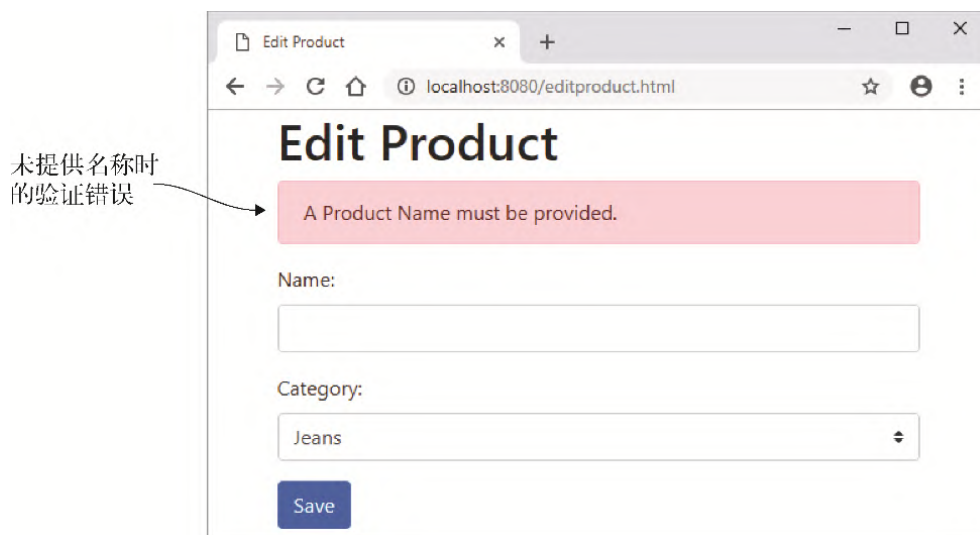 Edit Product
localhost:8080/editproduct.html
Edit Product
未提供名称时
的验证错误
A Product Name must be provided.
Name:
Category:
Jeans
Save